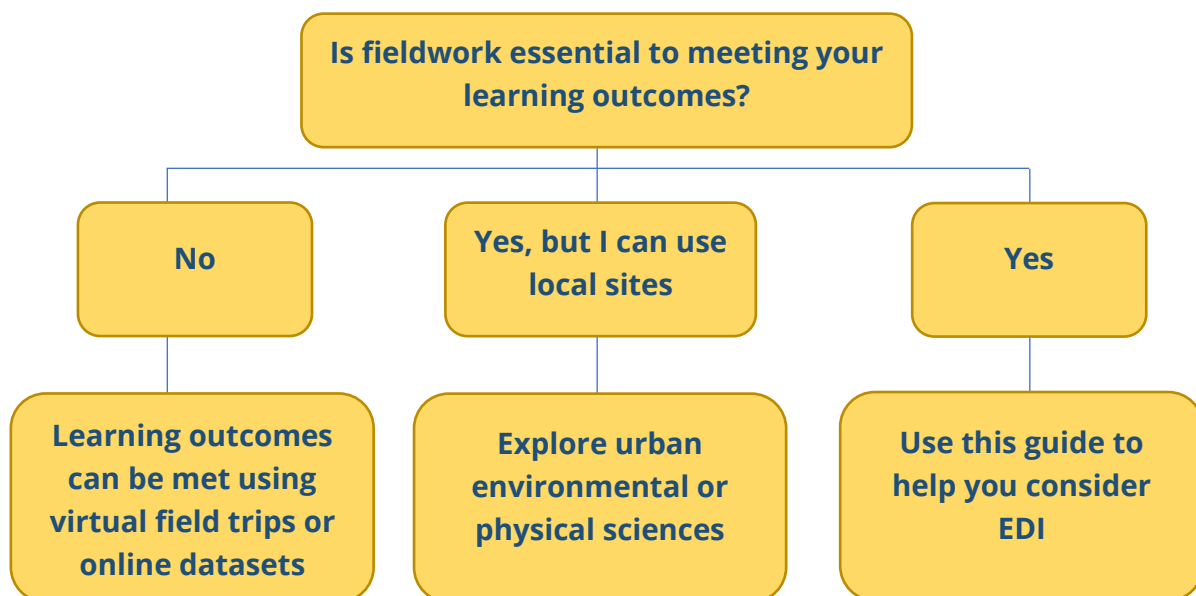 Is fieldwork essential to meeting your
learning outcomes?
No
Yes, but I can use
local sites
Yes
Learning outcomes
can be met using
virtual field trips or
online datasets
Explore urban
environmental or
physical sciences
Use this guide to
help you consider
EDI